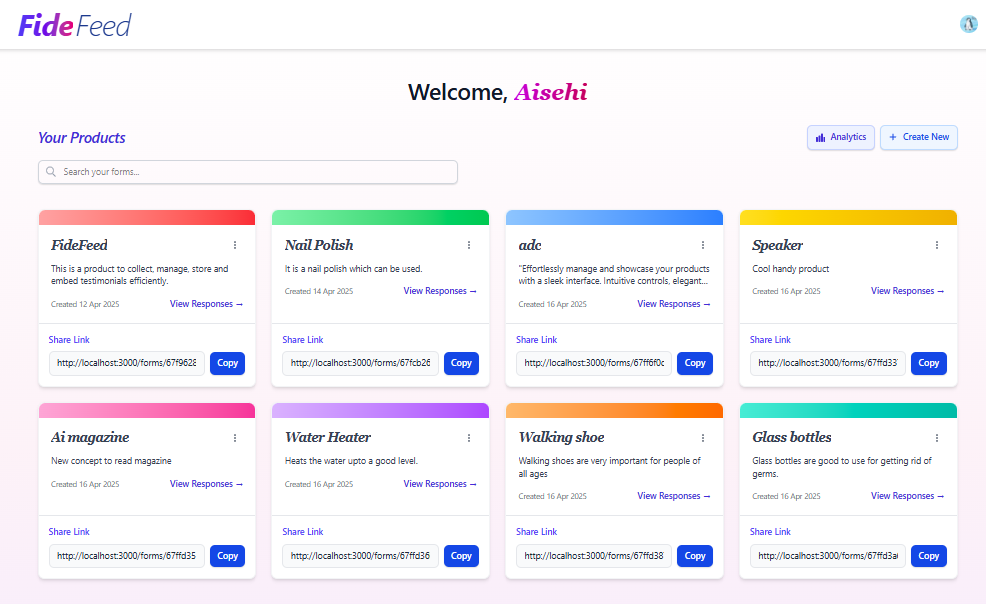 FideFeed
Welcome, Aisehi
Your Products
Analytics
+ Create New
Search your forms...
FideFeed
This is a product to collect, manage, store and
embed testimonials efficiently.
Created 12 Apr 2025
View Responses →
Share Link
http://localhost:3000/forms/67f9628
Copy
Nail Polish
It is a nail polish which can be used.
Created 14 Apr 2025
View Responses →
Share Link
http://localhost:3000/forms/67fcb26
Copy
adc
"Effortlessly manage and showcase your products
with a sleek interface. Intuitive controls, elegant...
Created 16 Apr 2025
View Responses →
Share Link
http://localhost:3000/forms/67ff6f0c
Copy
Speaker
Cool handy product
Created 16 Apr 2025
View Responses →
Share Link
http://localhost:3000/forms/67ffd33
Copy
Ai magazine
New concept to read magazine
Created 16 Apr 2025
View Responses →
Share Link
http://localhost:3000/forms/67ffd35
Copy
Water Heater
Heats the water upto a good level.
Created 16 Apr 2025
View Responses →
Share Link
http://localhost:3000/forms/67ffd36
Copy
Walking shoe
Walking shoes are very important for people of
all ages
Created 16 Apr 2025
View Responses →
Share Link
http://localhost:3000/forms/67ffd38
Copy
Glass bottles
Glass bottles are good to use for getting rid of
germs.
Created 16 Apr 2025
View Responses →
Share Link
http://localhost:3000/forms/67ffd3a
Copy